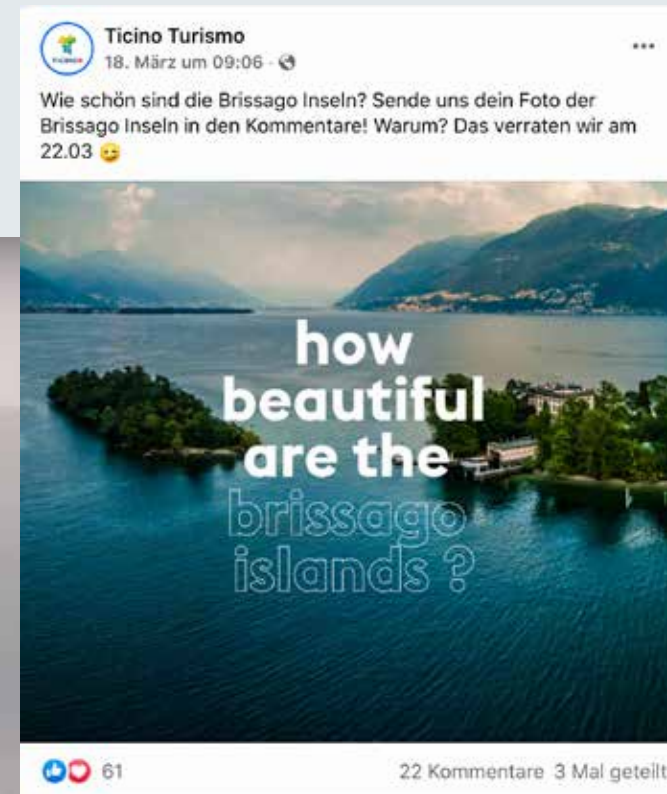 Ticino Turismo
18. März um 09:06 ·
Wie schön sind die Brissago Inseln? Sende uns dein Foto der
Brissago Inseln in den Kommentare! Warum? Das verraten wir am
22.03
how
beautiful
are the
brissago
islands ?
61
22 Kommentare 3 Mal geteilt